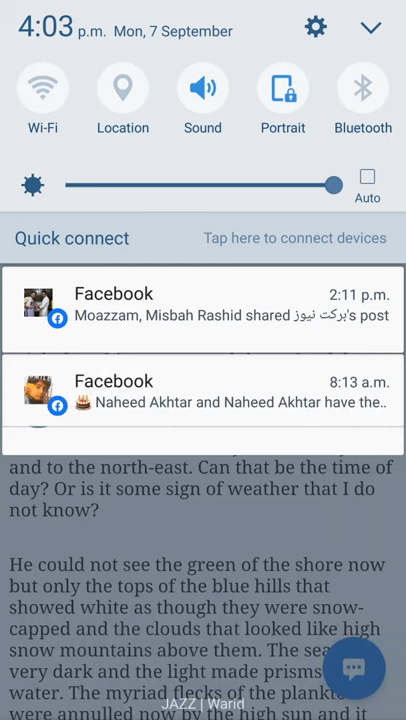 4:03 p.m. Mon, 7 September
Wi-Fi Location Sound Portrait Bluetooth
Auto
Quick connect Tap here to connect devices
Facebook 2:11 p.m.
Moazzam, Misbah Rashid shared بركت نيوز's post
Facebook 8:13 a.m.
🎂 Naheed Akhtar and Naheed Akhtar have the..
and to the north-east. Can that be the time of
day? Or is it some sign of weather that I do
not know?
He could not see the green of the shore now
but only the tops of the blue hills that
showed white as though they were snow-
capped and the clouds that looked like high
snow mountains above them. The sea
very dark and the light made prisms
water. The myriad flecks of the plankt
JAZZ | Warid
were annulled now by the high sun and it